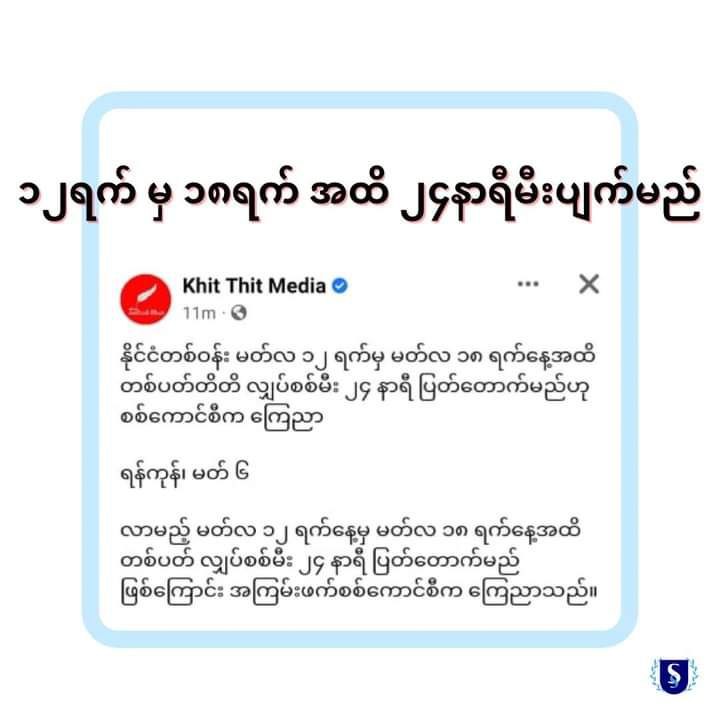 ၁၂ရက် မှ ၁၈ရက် အထိ ၂၄နာရီမီးပျက်မည်
Khit Thit Media
11m
နိုင်ငံတစ်ဝန်း မတ်လ ၁၂ ရက်မှ မတ်လ ၁၈ ရက်နေ့အထိ
တစ်ပတ်တိတိ လျှပ်စစ်မီး ၂၄ နာရီ ပြတ်တောက်မည်ဟု
စစ်ကောင်စီက ကြေညာ
ရန်ကုန်၊ မတ် ၆
လာမည့် မတ်လ ၁၂ ရက်နေ့မှ မတ်လ ၁၈ ရက်နေ့အထိ
တစ်ပတ် လျှပ်စစ်မီး ၂၄ နာရီ ပြတ်တောက်မည်
ဖြစ်ကြောင်း အကြမ်းဖက်စစ်ကောင်စီက ကြေညာသည်။
S